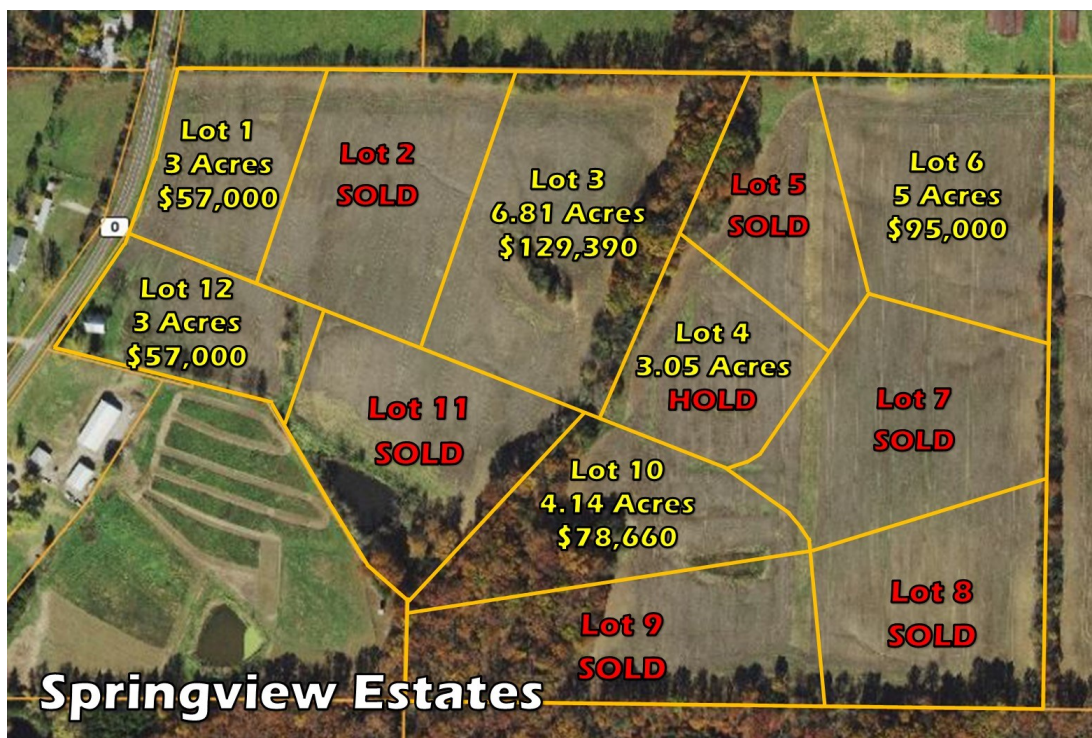 Lot 1
3 Acres
$57,000
Lot 2
SOLD
Lot 3
6.81 Acres
$129,390
Lot 5
SOLD
Lot 6
5 Acres
$95,000
0
Lot 12
3 Acres
$57,000
Lot 4
3.05 Acres
HOLD
Lot 11
SOLD
Lot 7
SOLD
Lot 10
4.14 Acres
$78,660
Lot 9
SOLD
Lot 8
SOLD
Springview Estates